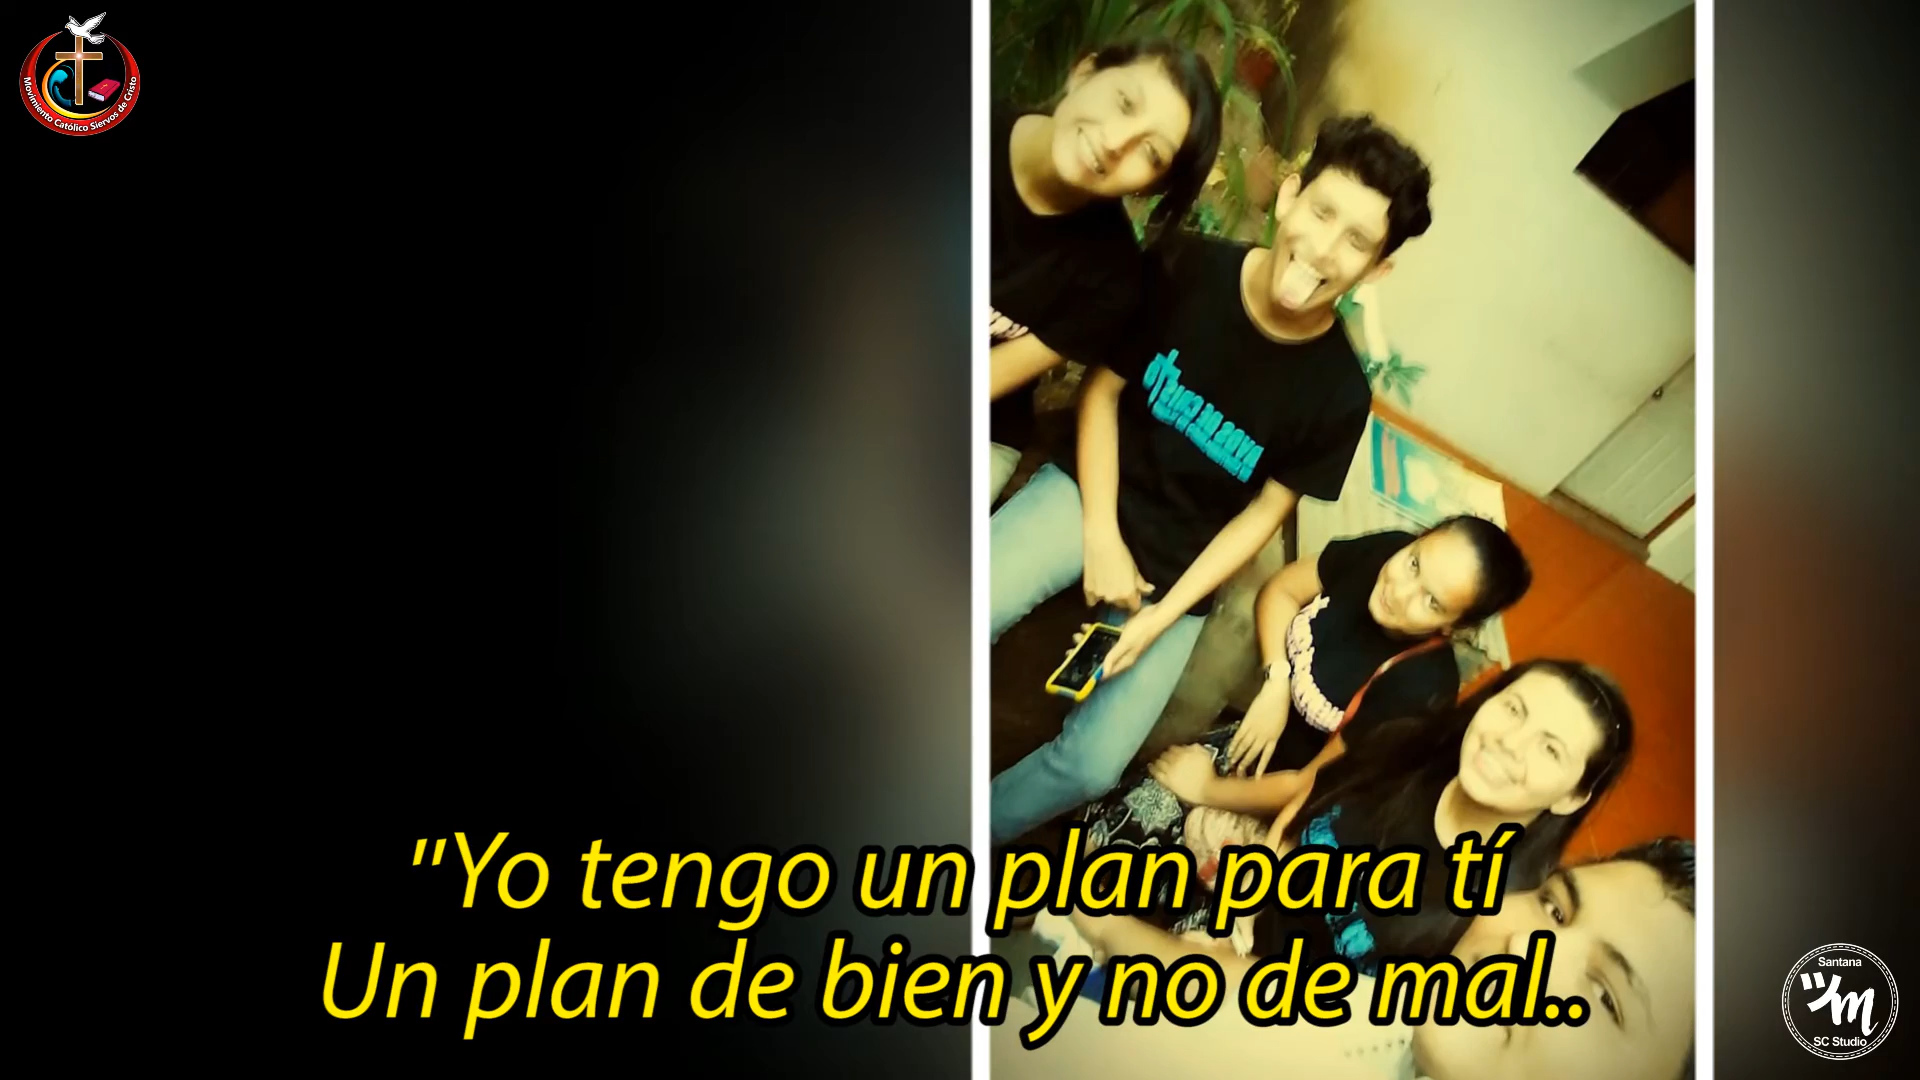 Movimiento Católico Siervos de Cristo
"Yo tengo un plan para tí
Un plan de bien y no de mal..
Santana
SC Studio